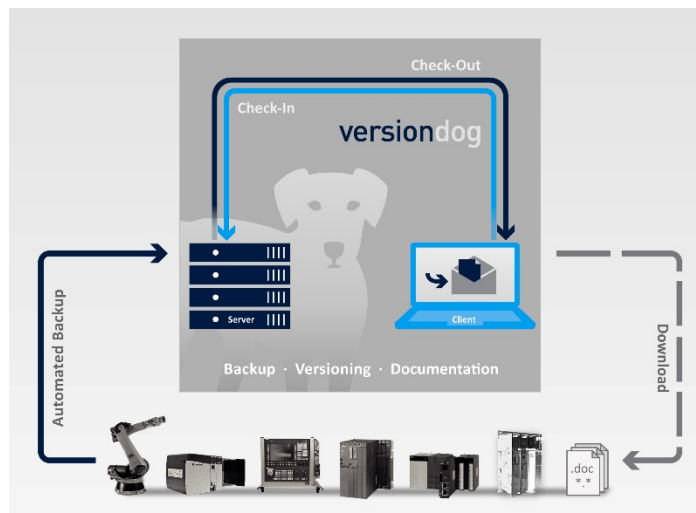 Check-Out
Check-In
versiondog
Automated Backup
Server
Client
Download
Backup · Versioning · Documentation
.doc
*.*